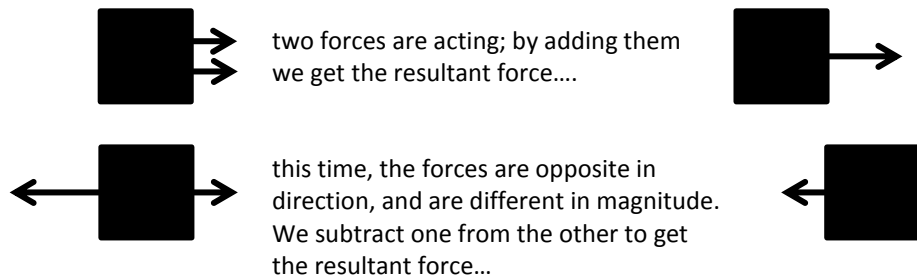 two forces are acting; by adding them
we get the resultant force….
this time, the forces are opposite in
direction, and are different in magnitude.
We subtract one from the other to get
the resultant force…